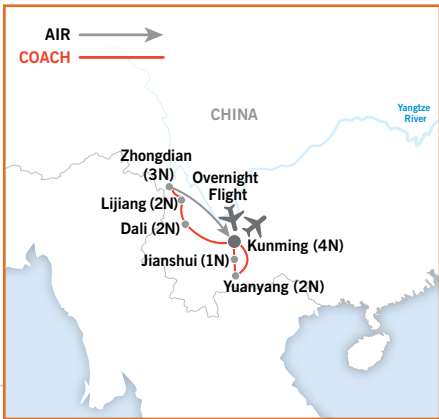 AIR
COACH
CHINA
Yangtze
River
Zhongdian
(3N)
Overnight
Flight
Lijiang (2N)
Dali (2N)
Kunming (4N)
Jianshui (1N)
Yuanyang (2N)